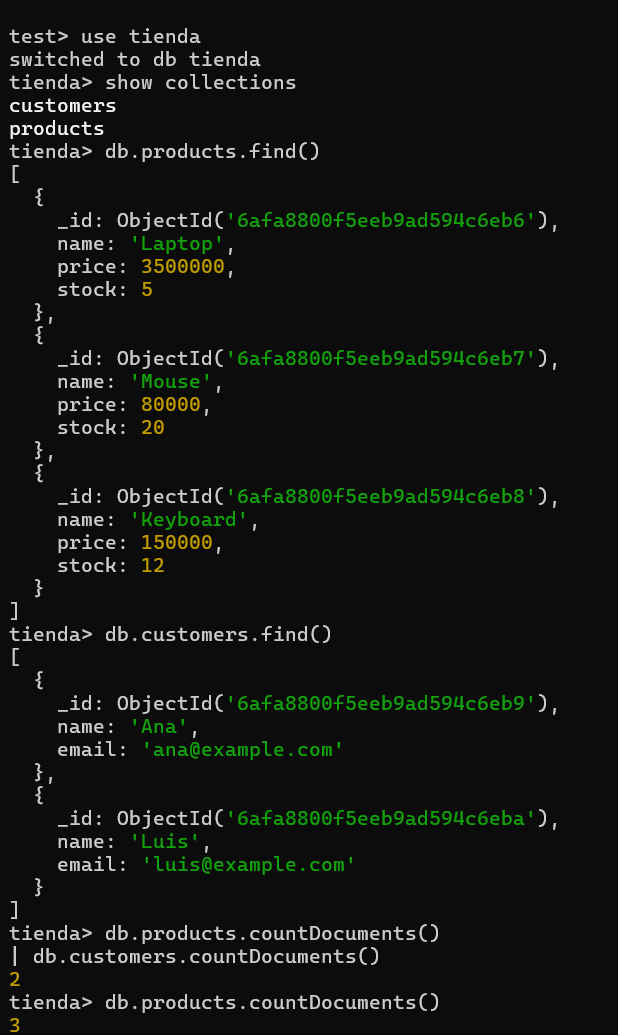 test> use tienda
switched to db tienda
tienda> show collections
customers
products
tienda> db.products.find()
[
  {
    _id: ObjectId('6afa8800f5eeb9ad594c6eb6'),
    name: 'Laptop',
    price: 3500000,
    stock: 5
  },
  {
    _id: ObjectId('6afa8800f5eeb9ad594c6eb7'),
    name: 'Mouse',
    price: 80000,
    stock: 20
  },
  {
    _id: ObjectId('6afa8800f5eeb9ad594c6eb8'),
    name: 'Keyboard',
    price: 150000,
    stock: 12
  }
]
tienda> db.customers.find()
[
  {
    _id: ObjectId('6afa8800f5eeb9ad594c6eb9'),
    name: 'Ana',
    email: 'ana@example.com'
  },
  {
    _id: ObjectId('6afa8800f5eeb9ad594c6eba'),
    name: 'Luis',
    email: 'luis@example.com'
  }
]
tienda> db.products.countDocuments()
| db.customers.countDocuments()
2
tienda> db.products.countDocuments()
3